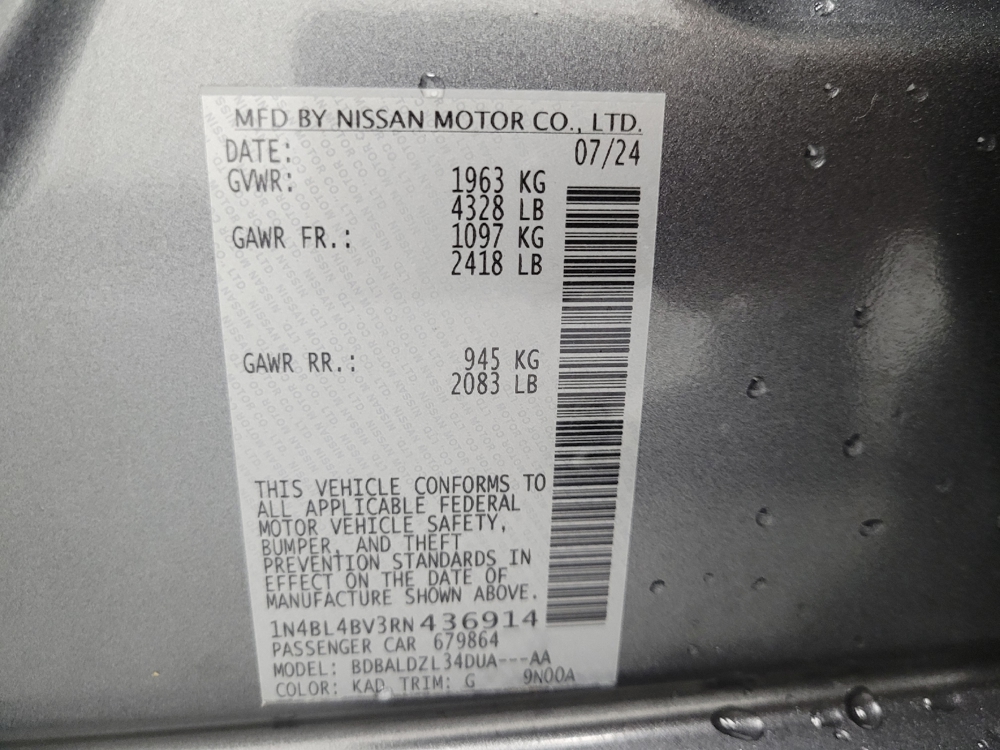 MFD BY NISSAN MOTOR CO., LTD.
DATE: 07/24
GVWR: 1963 KG
4328 LB
GAWR FR.: 1097 KG
2418 LB
GAWR RR.: 945 KG
2083 LB
THIS VEHICLE CONFORMS TO
ALL APPLICABLE FEDERAL
MOTOR VEHICLE SAFETY,
BUMPER, AND THEFT
PREVENTION STANDARDS IN
EFFECT ON THE DATE OF
MANUFACTURE SHOWN ABOVE.
1N4BL4BV3RN436914
PASSENGER CAR 679864
MODEL: BDBALDZL34DUA---AA
COLOR: KAD TRIM: G 9N00A